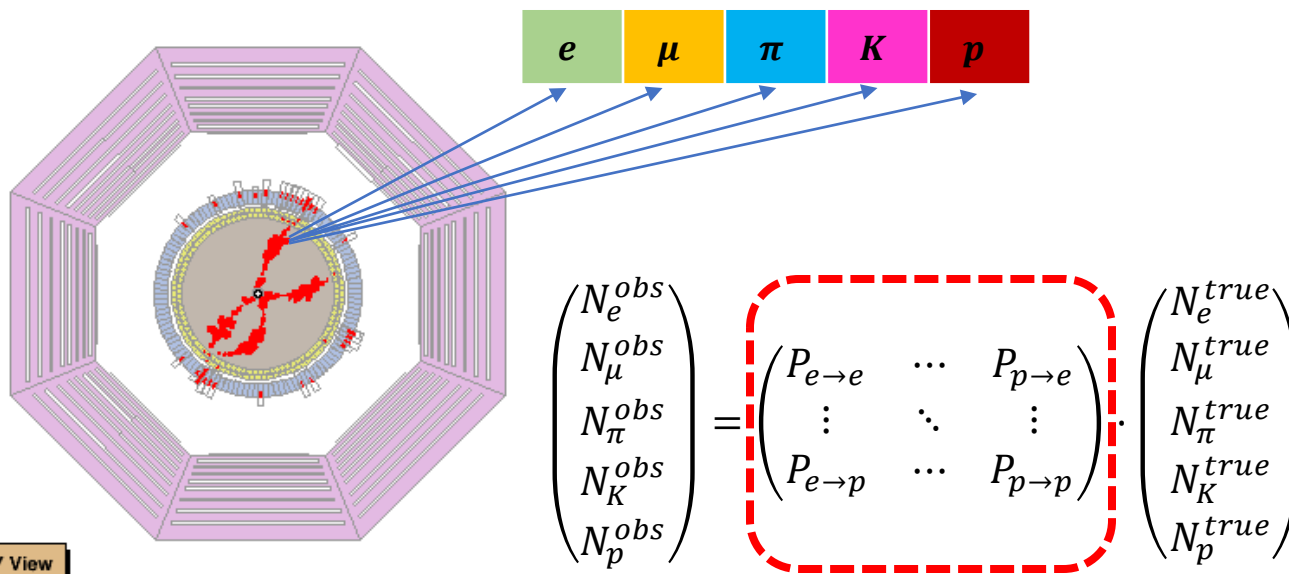 e μ π K p
(N_e^{obs} N_μ^{obs} N_π^{obs} N_K^{obs} N_p^{obs}) = (P_{e→e} ⋯ P_{p→e} ⋮ ⋱ ⋮ P_{e→p} ⋯ P_{p→p}) · (N_e^{true} N_μ^{true} N_π^{true} N_K^{true} N_p^{true})
View